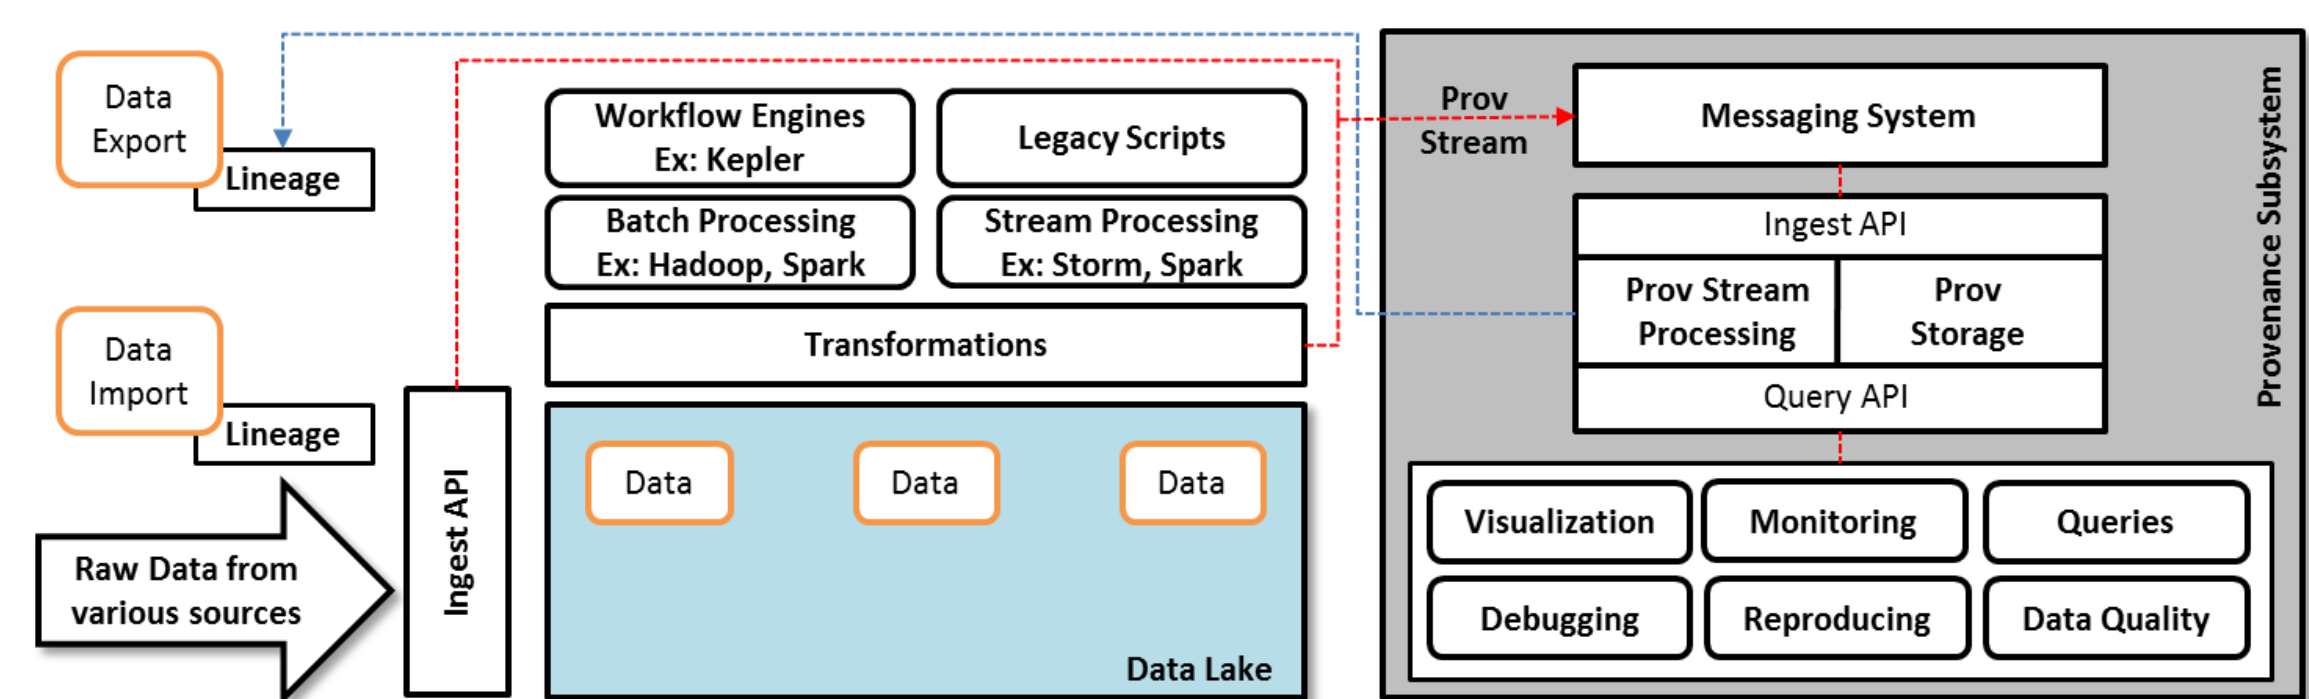 Data
Export
Lineage
Data
Import
Lineage
Raw Data from
various sources
Ingest API
Workflow Engines
Ex: Kepler
Legacy Scripts
Batch Processing
Ex: Hadoop, Spark
Stream Processing
Ex: Storm, Spark
Transformations
Data
Data
Data
Data Lake
Prov
Stream
Messaging System
Ingest API
Prov Stream
Processing
Prov
Storage
Query API
Visualization
Monitoring
Queries
Debugging
Reproducing
Data Quality
Provenance Subsystem